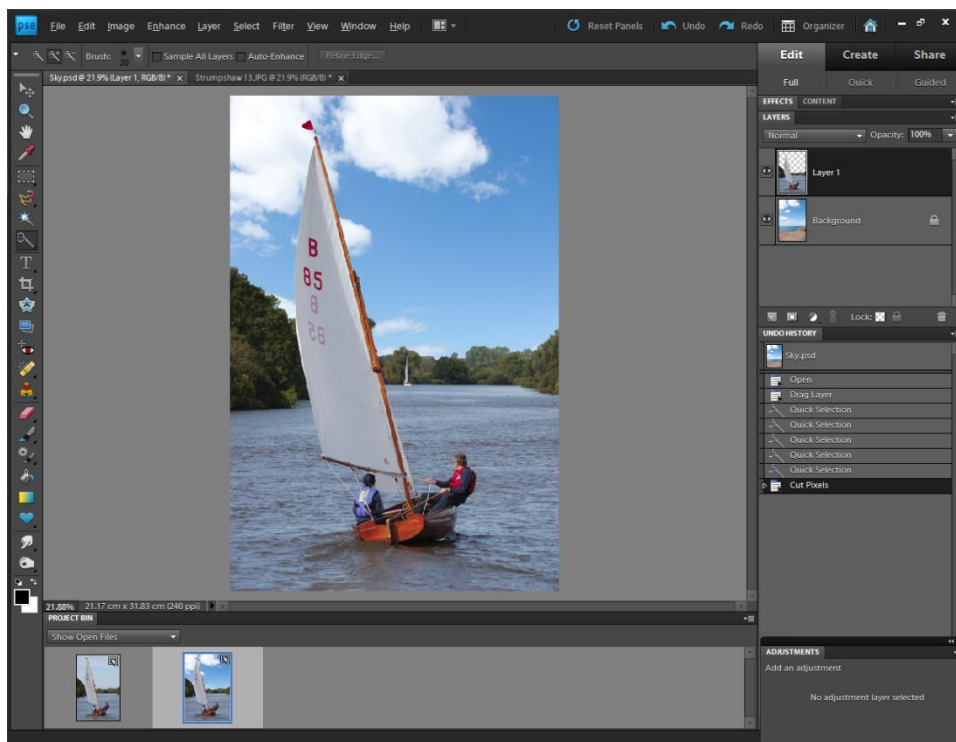 pse File Edit Image Enhance Layer Select Filter View Window Help Reset Panels Undo Redo Organizer
Brush: 20 Sample All Layers Auto-Enhance Refine Edge...
Edit Create Share
Sky.psd @ 21.9% (Layer 1, RGB/8) * x Strumpshaw 13.JPG @ 21.9% (RGB/8) * x
Full Quick Guided
EFFECTS CONTENT
LAYERS
Normal Opacity: 100%
Layer 1
Background
Lock:
UNDO HISTORY
Sky.psd
Open
Drag Layer
Quick Selection
Quick Selection
Quick Selection
Quick Selection
Quick Selection
Cut Pixels
B
85
8
58
21.88% 21.17 cm x 31.83 cm (240 ppi)
PROJECT BIN
Show Open Files
ADJUSTMENTS
Add an adjustment
No adjustment layer selected